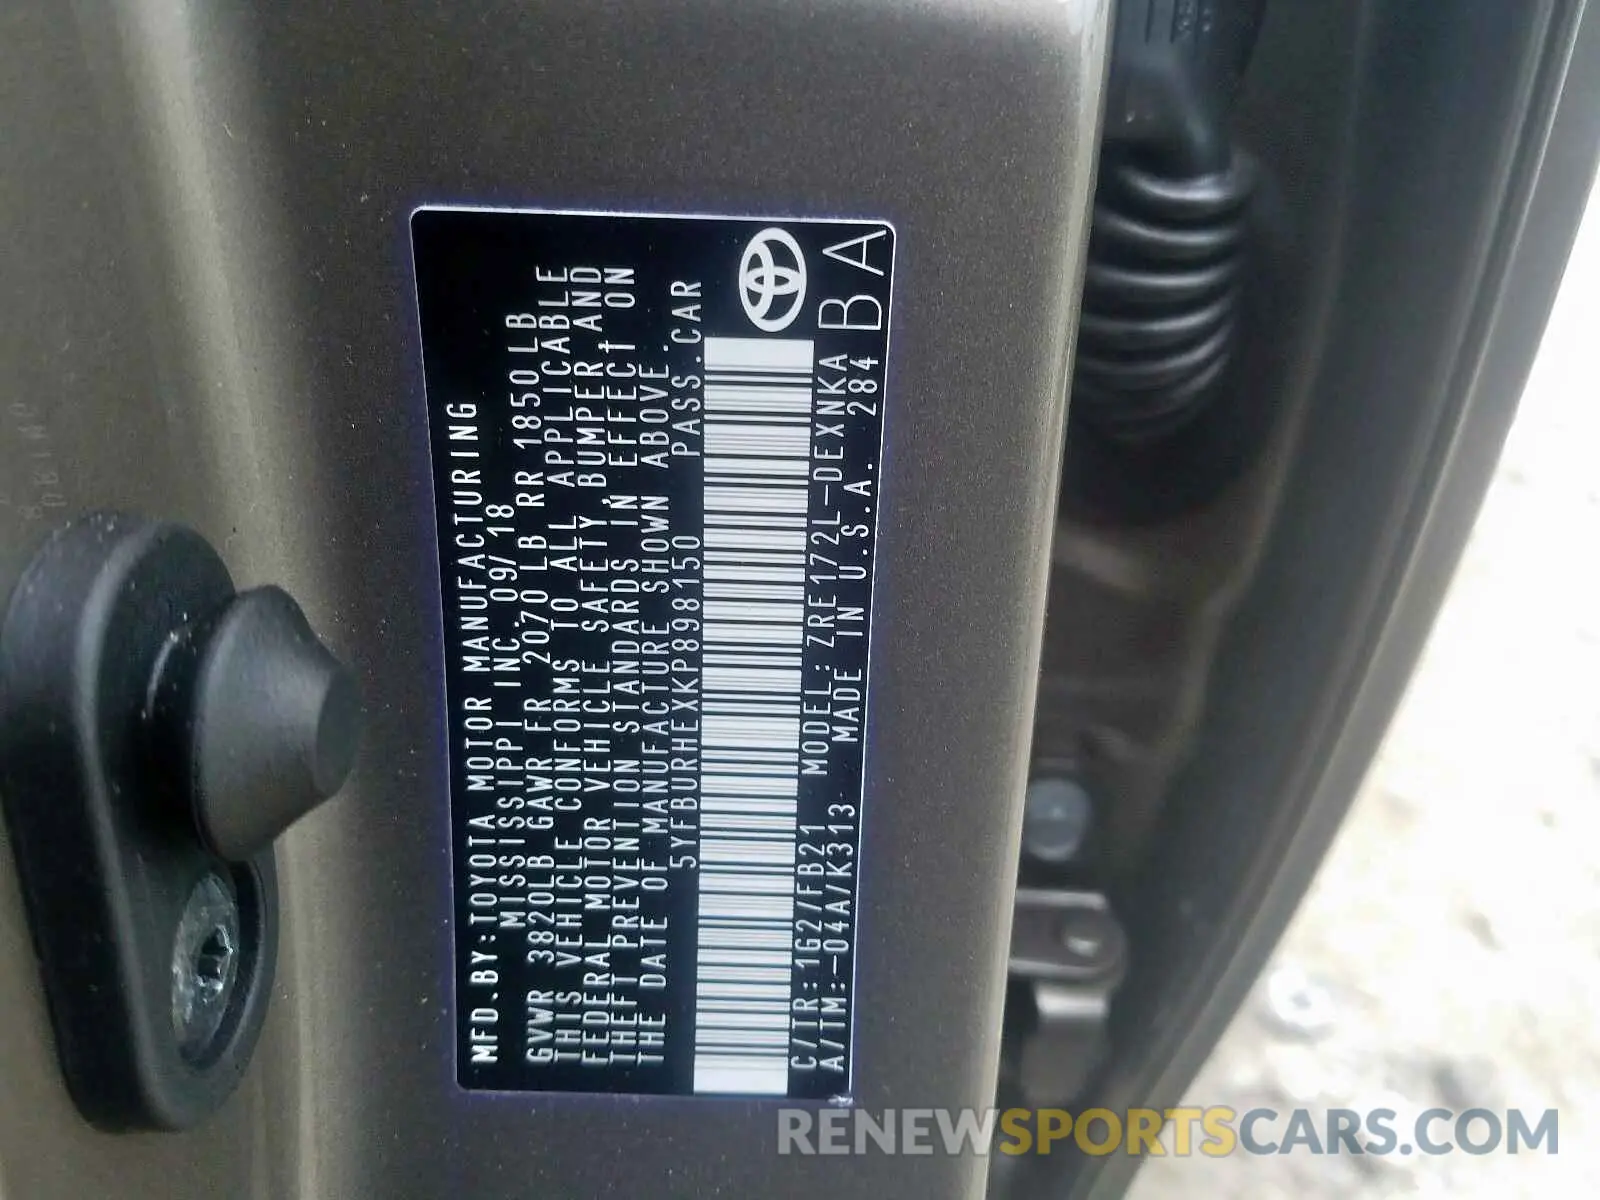 MFD.BY:TOYOTA MOTOR MANUFACTURING
MISSISSIPPI INC. 09/18
GVWR 3820LB GAWR FR 2070LB RR 1850LB
THIS VEHICLE CONFORMS TO ALL APPLICABLE
FEDERAL MOTOR VEHICLE SAFETY,BUMPER AND
THEFT PREVENTION STANDARDS IN EFFECT ON
THE DATE OF MANUFACTURE SHOWN ABOVE.
5YFBURHEXKP898150 PASS.CAR
C/TR:1G2/FB21 MODEL:ZRE172L-DEXNKA
A/TM:-04A/K313 MADE IN U.S.A. 284
BA
RENEWSPORTSCARS.COM